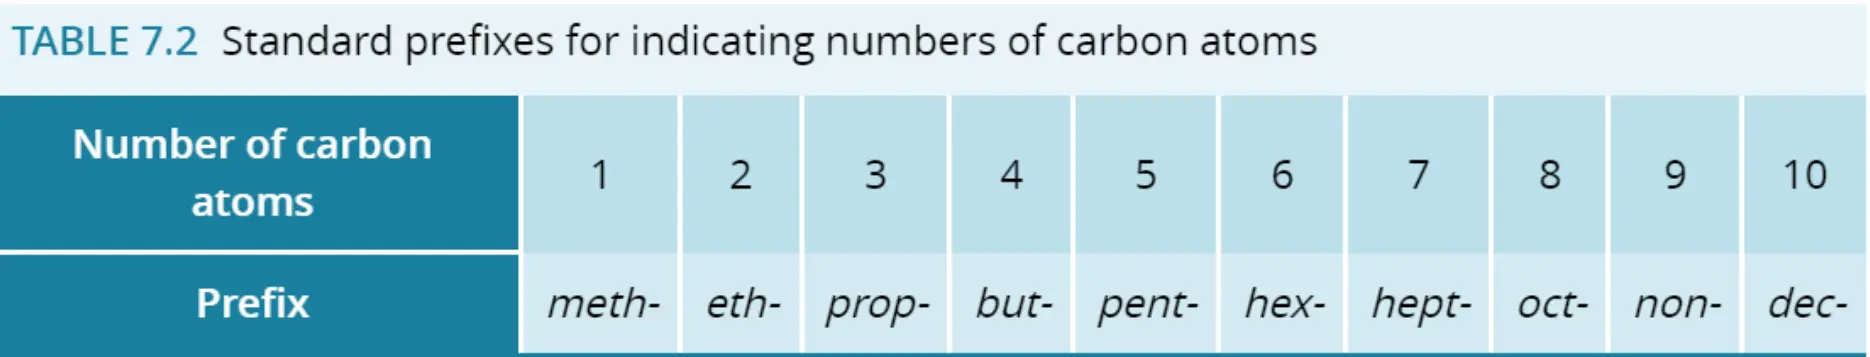 TABLE 7.2 Standard prefixes for indicating numbers of carbon atoms
Number of carbon
atoms
1 2 3 4 5 6 7 8 9 10
Prefix meth- eth- prop- but- pent- hex- hept- oct- non- dec-